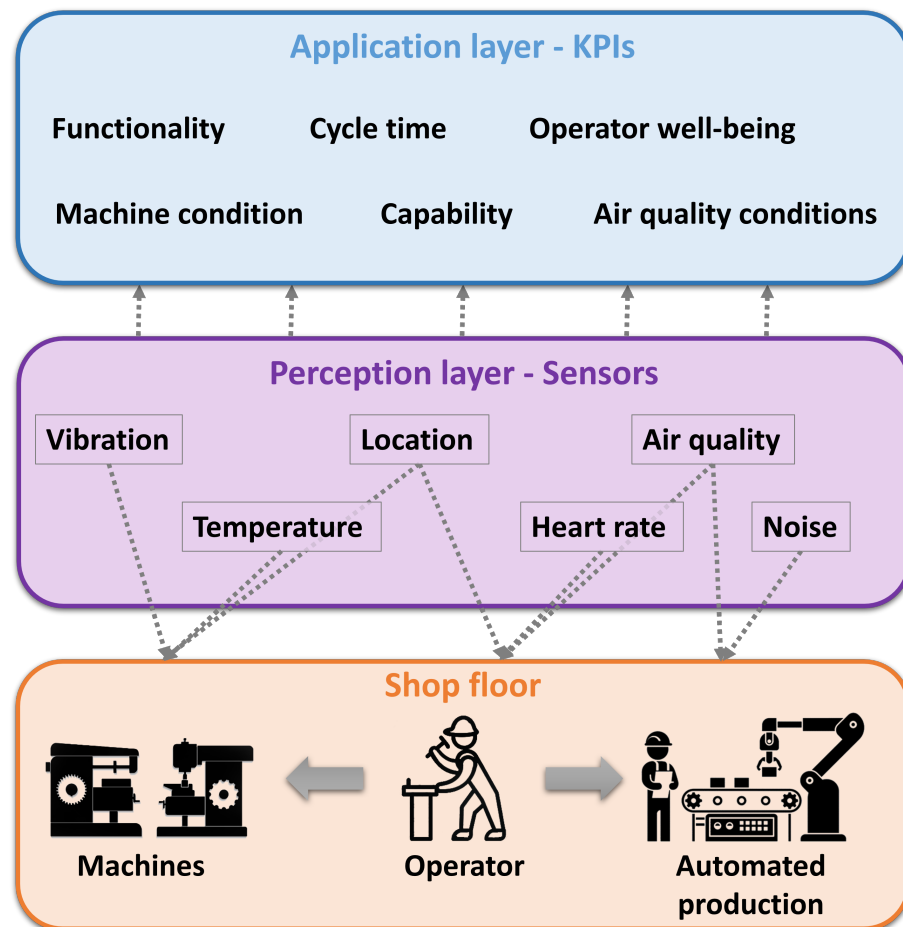 Application layer - KPIs
Functionality
Cycle time
Operator well-being
Machine condition
Capability
Air quality conditions
Perception layer - Sensors
Vibration
Location
Air quality
Temperature
Heart rate
Noise
Shop floor
Machines
Operator
Automated
production